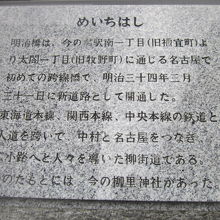 めいちはし
明治橋は、今の名駅南一丁目(旧禰宜町)よ
り太閤一丁目(旧牧野町)に通じる名古屋で
初めての跨線橋で、明治三十四年三月
三十一日に新道路として開通した。
東海道本線、関西本線、中央本線の鉄道と
人道を跨いで、中村と名古屋をつなぎ、
小路へと人々を導いた柳街道である。
のたもとには、今の椿里神社があった